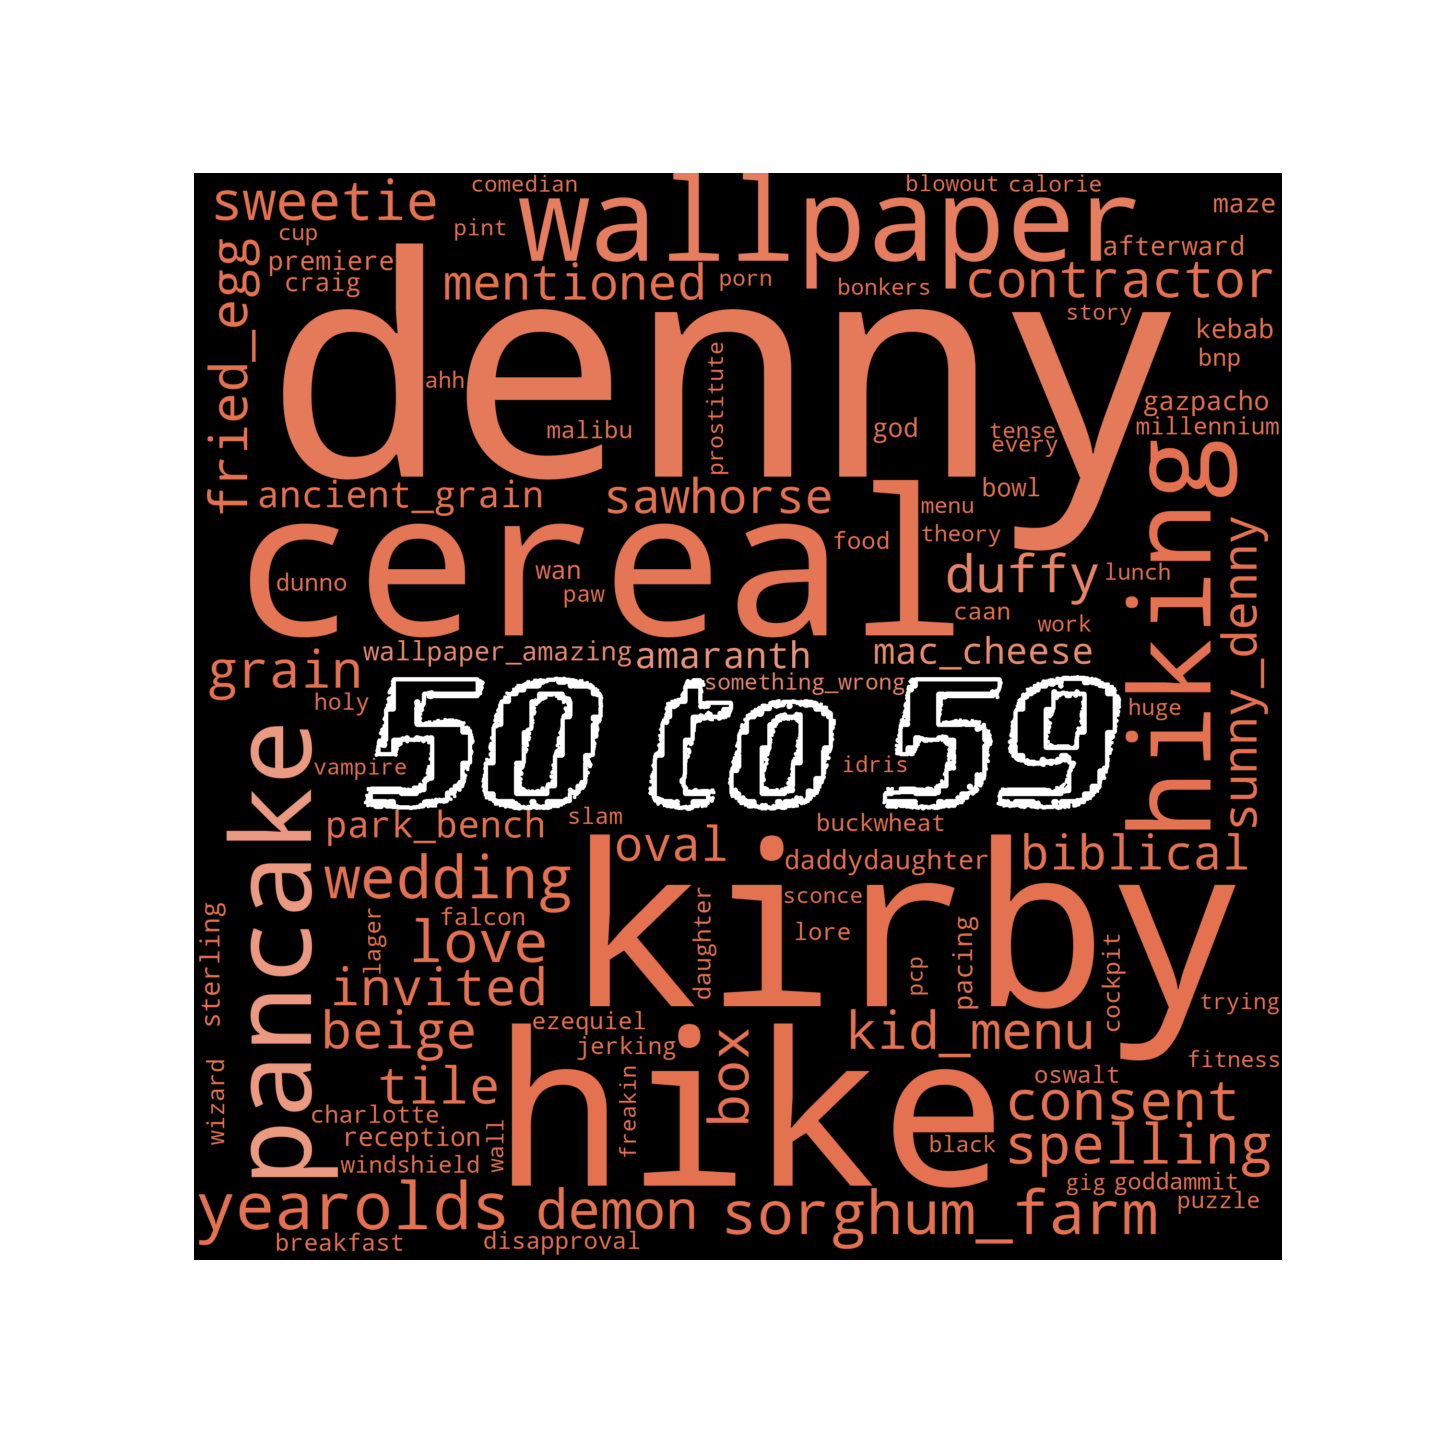 sweetie
comedian
wallpaper
blowout
calorie
maze
cup
pint
afterward
fried_egg
premiere
craig
mentioned
porn
bonkers
contractor
story
kebab
bnp
denny
ahh
malibu
prostitute
god
tense
every
gazpacho
millennium
ancient_grain
sawhorse
bowl
menu
theory
cereal
food
hiking
sunny_denny
dunno
wan
paw
duffy
lunch
caan
work
wallpaper_amazing
amaranth
mac_cheese
grain
holy
something_wrong
huge
50 to 59
vampire
idris
pancake
park_bench
slam
oval
buckwheat
daddydaughter
biblical
wedding
kirby
sconce
lore
falcon
lager
love
daughter
pcp
pacing
cockpit
sterling
invited
trying
beige
ezequiel
jerking
box
kid_menu
fitness
wizard
tile
hike
freakin
oswalt
charlotte
consent
reception
wall
windshield
black
spelling
gig
goddammit
puzzle
yearolds
demon
sorghum_farm
breakfast
disapproval